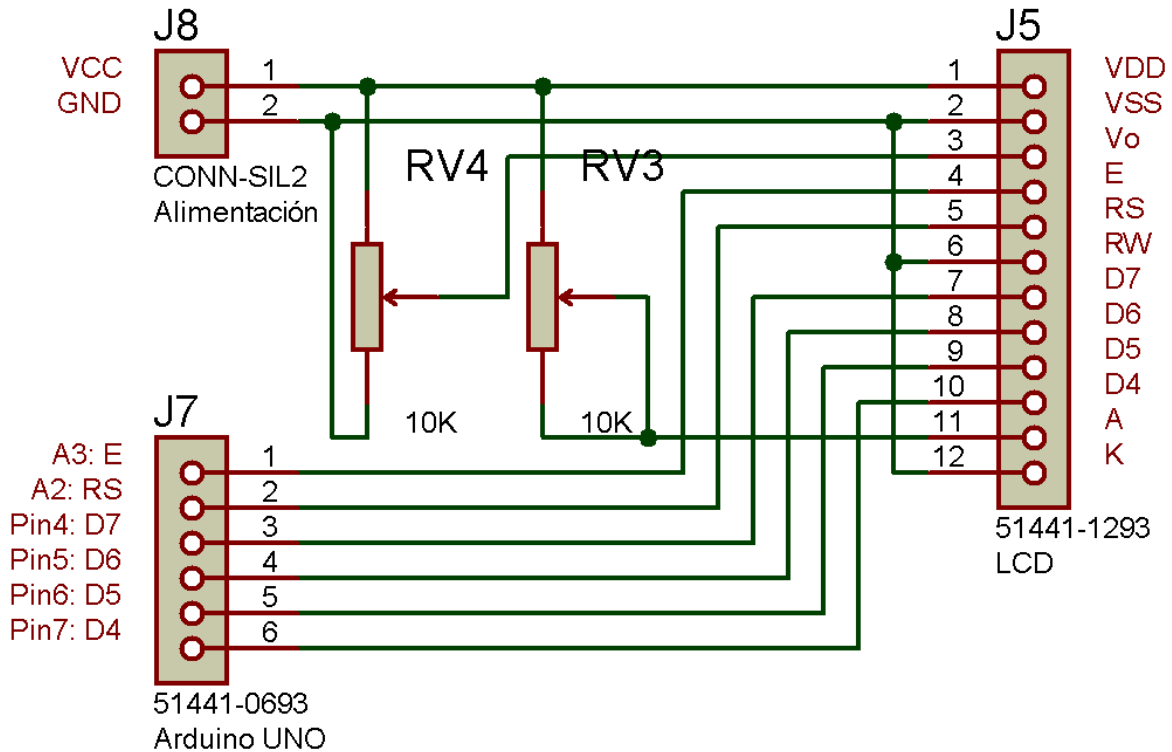 J8
VCC
GND
1
2
CONN-SIL2
Alimentación
RV4
10K
RV3
10K
J7
A3: E
A2: RS
Pin4: D7
Pin5: D6
Pin6: D5
Pin7: D4
1
2
3
4
5
6
51441-0693
Arduino UNO
J5
1
2
3
4
5
6
7
8
9
10
11
12
VDD
VSS
Vo
E
RS
RW
D7
D6
D5
D4
A
K
51441-1293
LCD